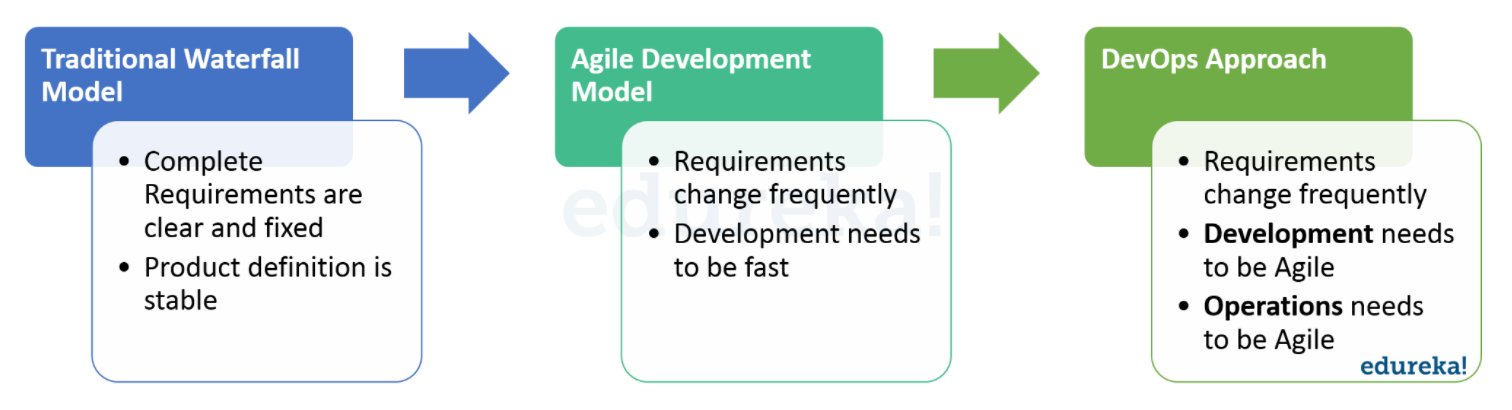 Traditional Waterfall
Model
• Complete
Requirements are
clear and fixed
• Product definition is
stable
Agile Development
Model
• Requirements
change frequently
• Development needs
to be fast
edureka!
DevOps Approach
• Requirements
change frequently
• Development needs
to be Agile
• Operations needs
to be Agile
edureka!